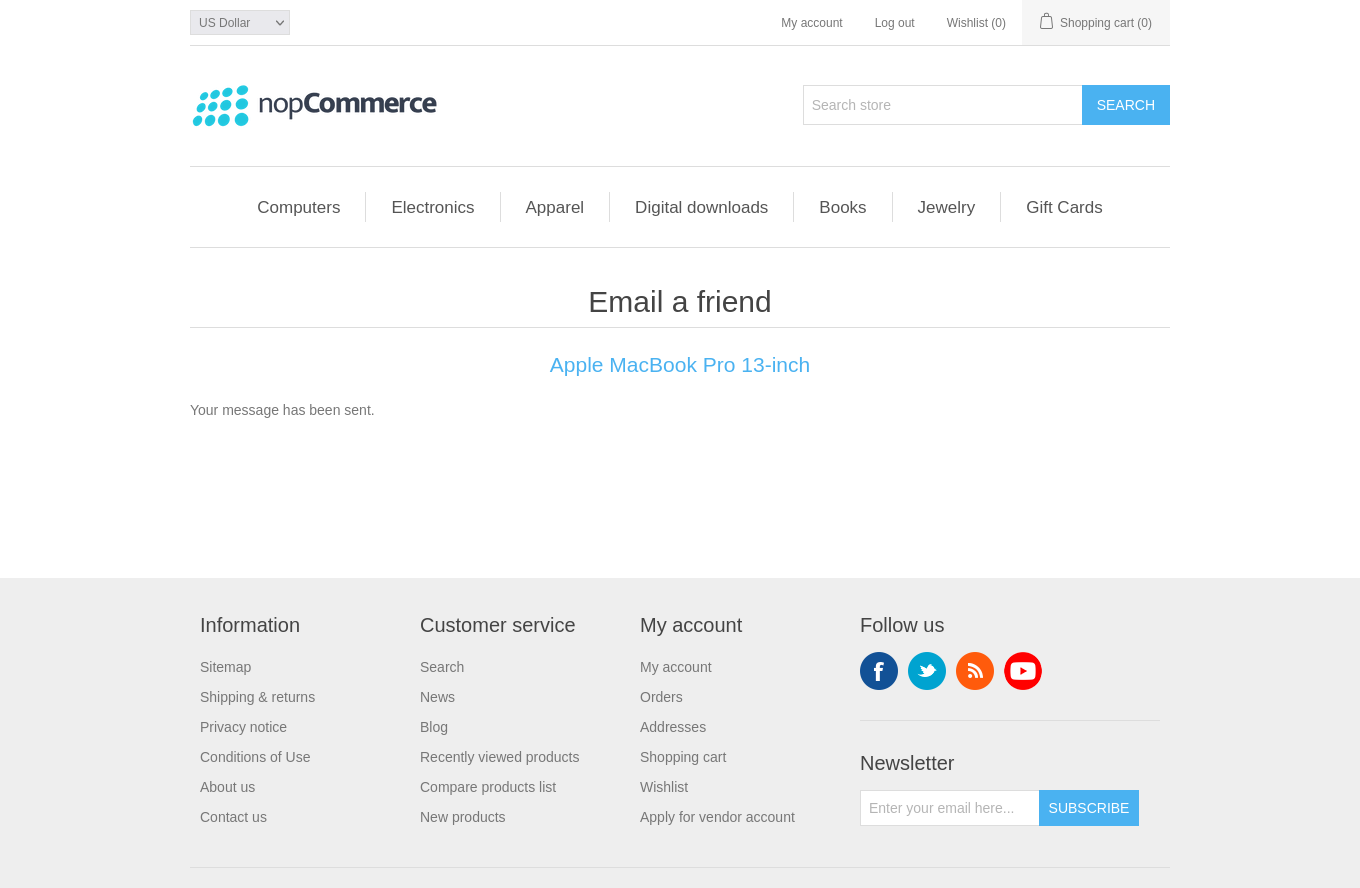 US Dollar
My account
Log out
Wishlist (0)
Shopping cart (0)
nopCommerce
Search store
SEARCH
Computers
Electronics
Apparel
Digital downloads
Books
Jewelry
Gift Cards
Email a friend
Apple MacBook Pro 13-inch
Your message has been sent.
Information
Sitemap
Shipping & returns
Privacy notice
Conditions of Use
About us
Contact us
Customer service
Search
News
Blog
Recently viewed products
Compare products list
New products
My account
My account
Orders
Addresses
Shopping cart
Wishlist
Apply for vendor account
Follow us
Newsletter
Enter your email here...
SUBSCRIBE